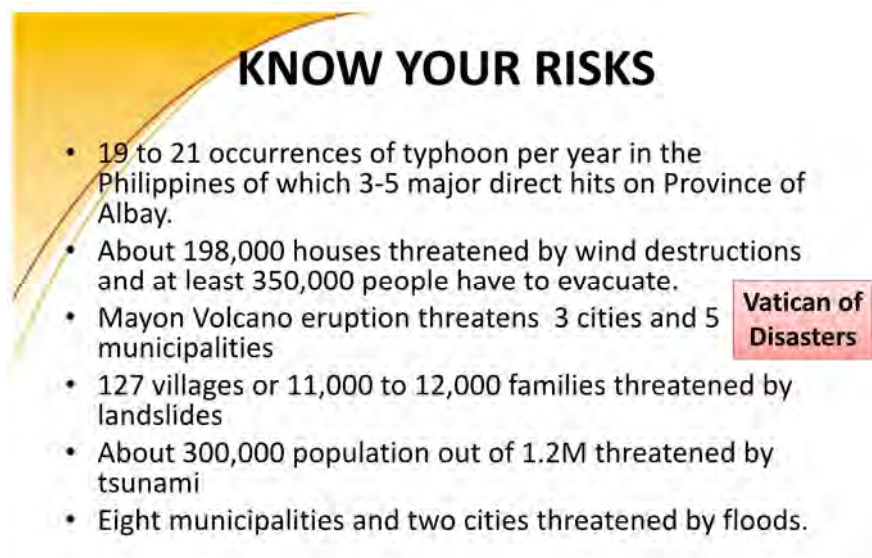 KNOW YOUR RISKS
• 19 to 21 occurrences of typhoon per year in the
Philippines of which 3-5 major direct hits on Province of
Albay.
• About 198,000 houses threatened by wind destructions
and at least 350,000 people have to evacuate.
• Mayon Volcano eruption threatens 3 cities and 5
municipalities
Vatican of
Disasters
• 127 villages or 11,000 to 12,000 families threatened by
landslides
• About 300,000 population out of 1.2M threatened by
tsunami
• Eight municipalities and two cities threatened by floods.